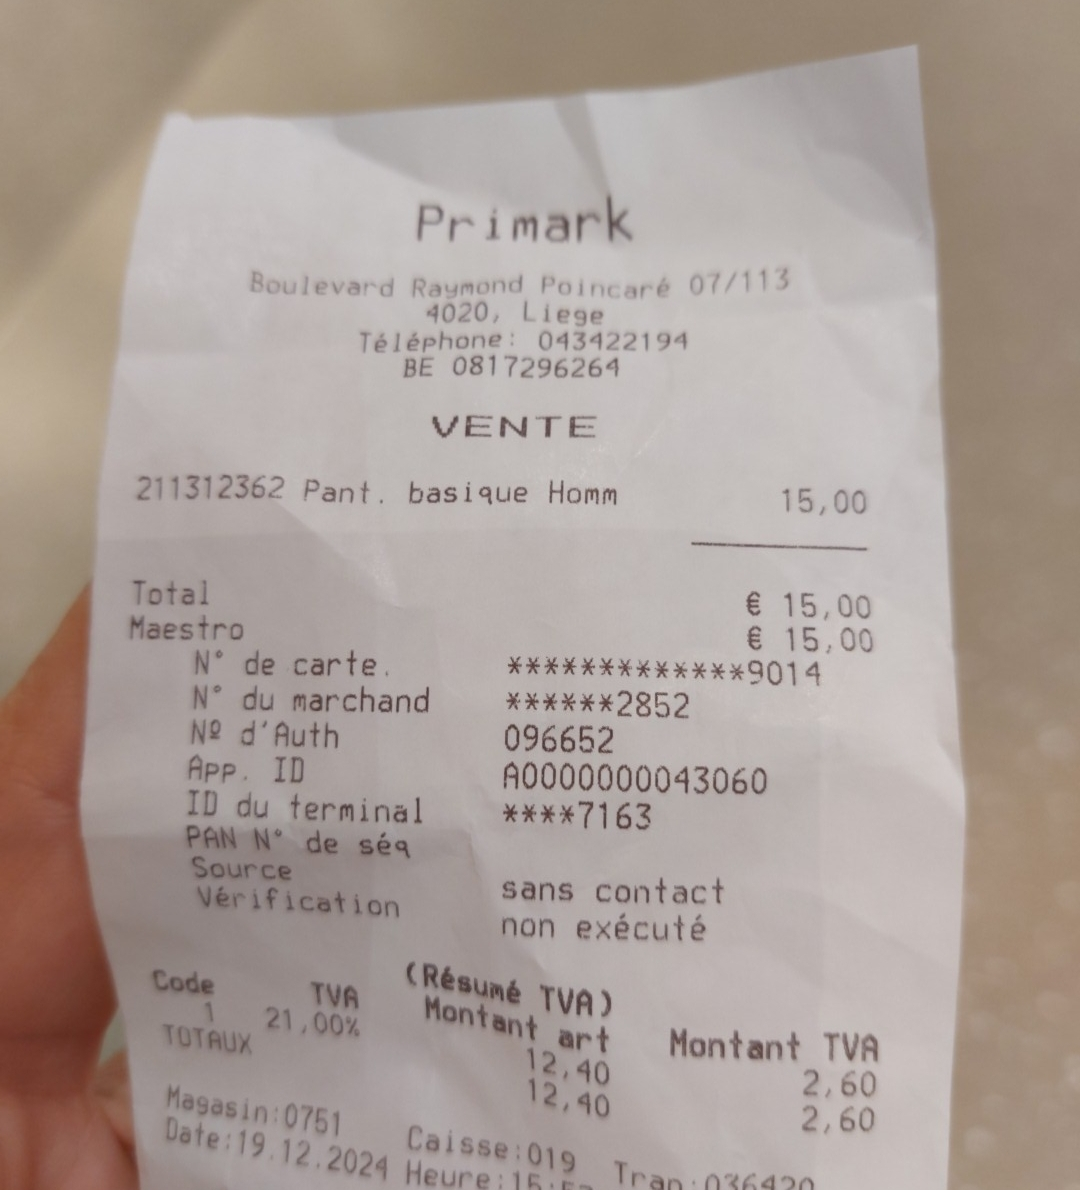 Primark
Boulevard Raymond Poincaré 07/113
4020, Liege
Téléphone: 043422194
BE 0817296264
VENTE
211312362 Pant. basique Homm 15,00
Total € 15,00
Maestro € 15,00
N° de carte. *************9014
N° du marchand ******2852
Nº d'Auth 096652
App. ID A0000000043060
ID du terminal ****7163
PAN N° de séq
Source sans contact
Vérification non exécuté
(Résumé TVA)
Code TVA Montant art Montant TVA
1 21,00% 12,40 2,60
TOTAUX 12,40 2,60
Magasin:0751 Caisse:019 Tran:036420
Date:19.12.2024 Heure:15: